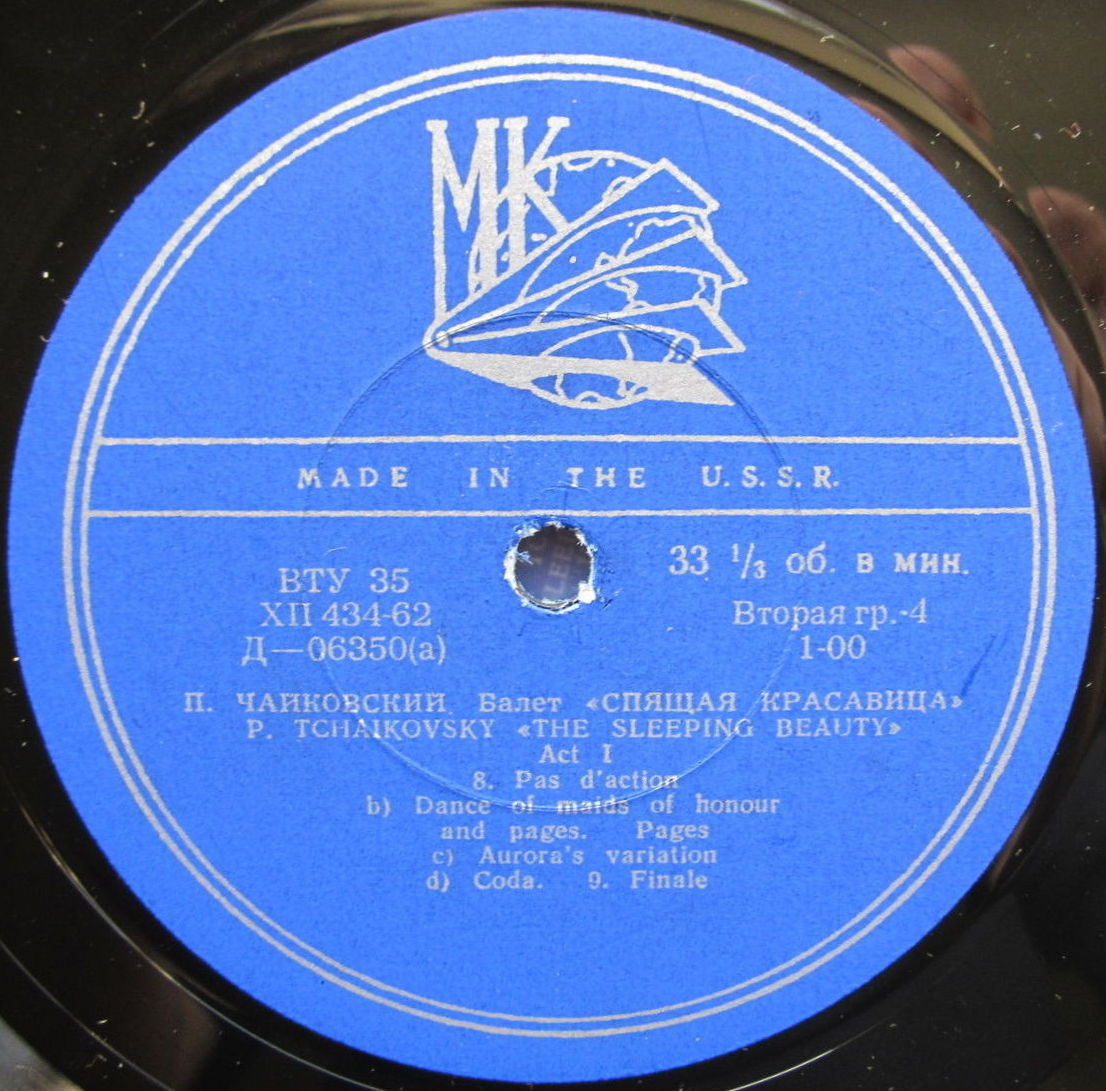 МК
MADE IN THE U.S.S.R.
ВТУ 35
ХП 434-62
Д—06350(а)
33 1/3 об. в мин.
Вторая гр.-4
1-00
П. ЧАЙКОВСКИЙ. Балет «СПЯЩАЯ КРАСАВИЦА»
P. TCHAIKOVSKY «THE SLEEPING BEAUTY»
Act I
8. Pas d'action
b) Dance of maids of honour
and pages. Pages
c) Aurora's variation
d) Coda. 9. Finale